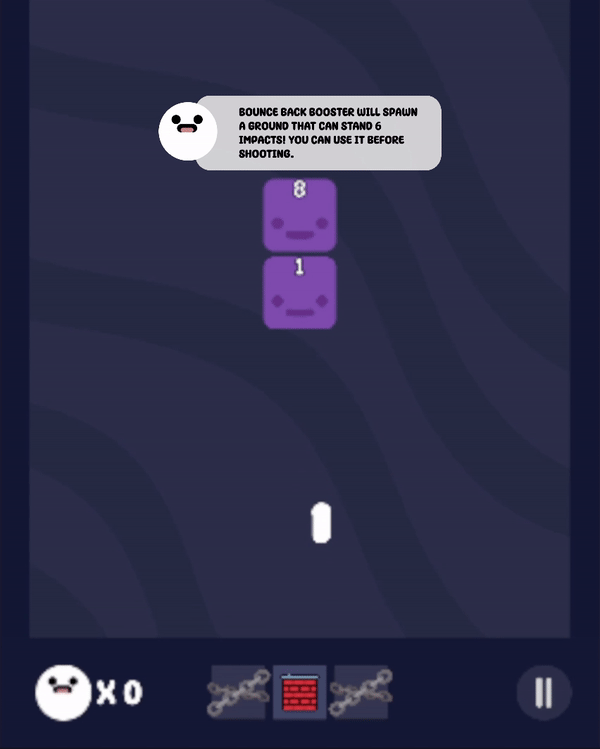 BOUNCE BACK BOOSTER WILL SPAWN
A GROUND THAT CAN STAND 6
IMPACTS! YOU CAN USE IT BEFORE
SHOOTING.
8
1
X 0